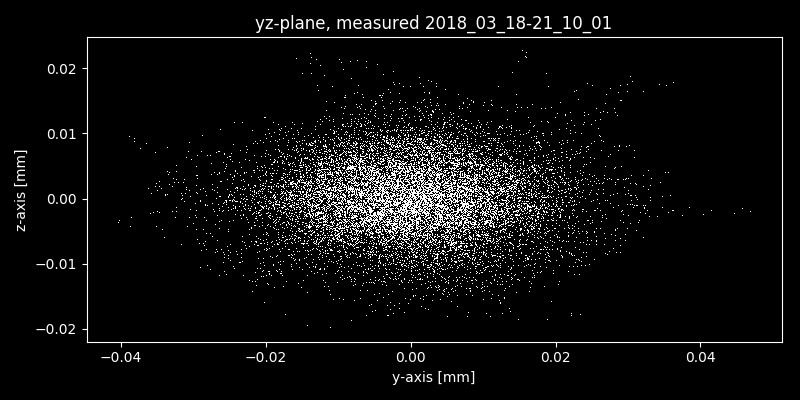 yz-plane, measured 2018_03_18-21_10_01
0.02
0.01
0.00
−0.01
−0.02
z-axis [mm]
−0.04 −0.02 0.00 0.02 0.04
y-axis [mm]